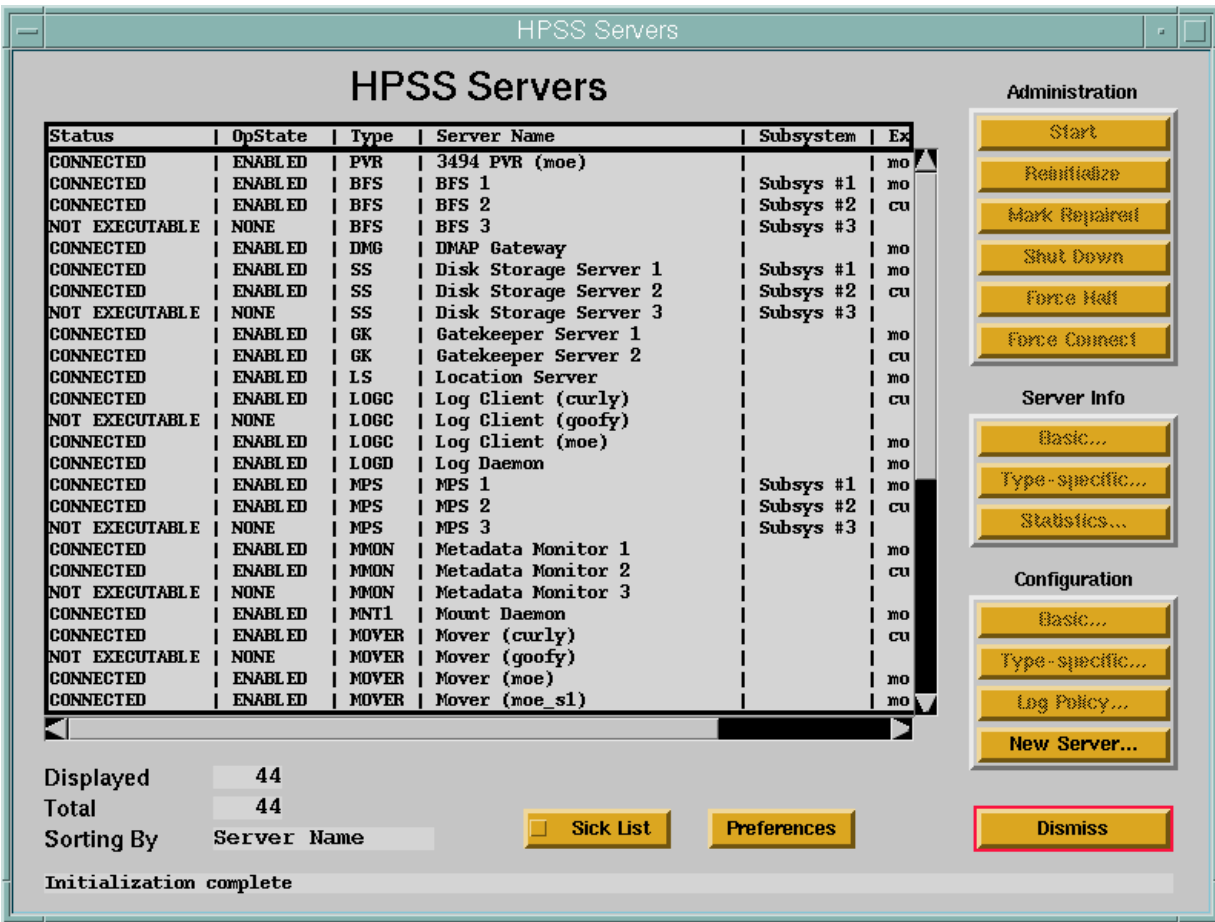 HPSS Servers
HPSS Servers
Status | OpState | Type | Server Name | Subsystem | Ex
CONNECTED | ENABLED | PVR | 3494 PVR (moe) | | mo
CONNECTED | ENABLED | BFS | BFS 1 | Subsys #1 | mo
CONNECTED | ENABLED | BFS | BFS 2 | Subsys #2 | cu
NOT EXECUTABLE | NONE | BFS | BFS 3 | Subsys #3 |
CONNECTED | ENABLED | DMG | DMAP Gateway | | mo
CONNECTED | ENABLED | SS | Disk Storage Server 1 | Subsys #1 | mo
CONNECTED | ENABLED | SS | Disk Storage Server 2 | Subsys #2 | cu
NOT EXECUTABLE | NONE | SS | Disk Storage Server 3 | Subsys #3 |
CONNECTED | ENABLED | GK | Gatekeeper Server 1 | | mo
CONNECTED | ENABLED | GK | Gatekeeper Server 2 | | cu
CONNECTED | ENABLED | LS | Location Server | | mo
CONNECTED | ENABLED | LOGC | Log Client (curly) | | cu
NOT EXECUTABLE | NONE | LOGC | Log Client (goofy) | |
CONNECTED | ENABLED | LOGC | Log Client (moe) | | mo
CONNECTED | ENABLED | LOGD | Log Daemon | | mo
CONNECTED | ENABLED | MPS | MPS 1 | Subsys #1 | mo
CONNECTED | ENABLED | MPS | MPS 2 | Subsys #2 | cu
NOT EXECUTABLE | NONE | MPS | MPS 3 | Subsys #3 |
CONNECTED | ENABLED | MMON | Metadata Monitor 1 | | mo
CONNECTED | ENABLED | MMON | Metadata Monitor 2 | | cu
NOT EXECUTABLE | NONE | MMON | Metadata Monitor 3 | |
CONNECTED | ENABLED | MNT1 | Mount Daemon | | mo
CONNECTED | ENABLED | MOVER | Mover (curly) | | cu
NOT EXECUTABLE | NONE | MOVER | Mover (goofy) | |
CONNECTED | ENABLED | MOVER | Mover (moe) | | mo
CONNECTED | ENABLED | MOVER | Mover (moe_s1) | | mo
Administration
Start
Reinitialize
Mark Repaired
Shut Down
Force Halt
Force Connect
Server Info
Basic...
Type-specific...
Statistics...
Configuration
Basic...
Type-specific...
Log Policy...
New Server...
Displayed 44
Total 44
Sorting By Server Name
Sick List
Preferences
Dismiss
Initialization complete